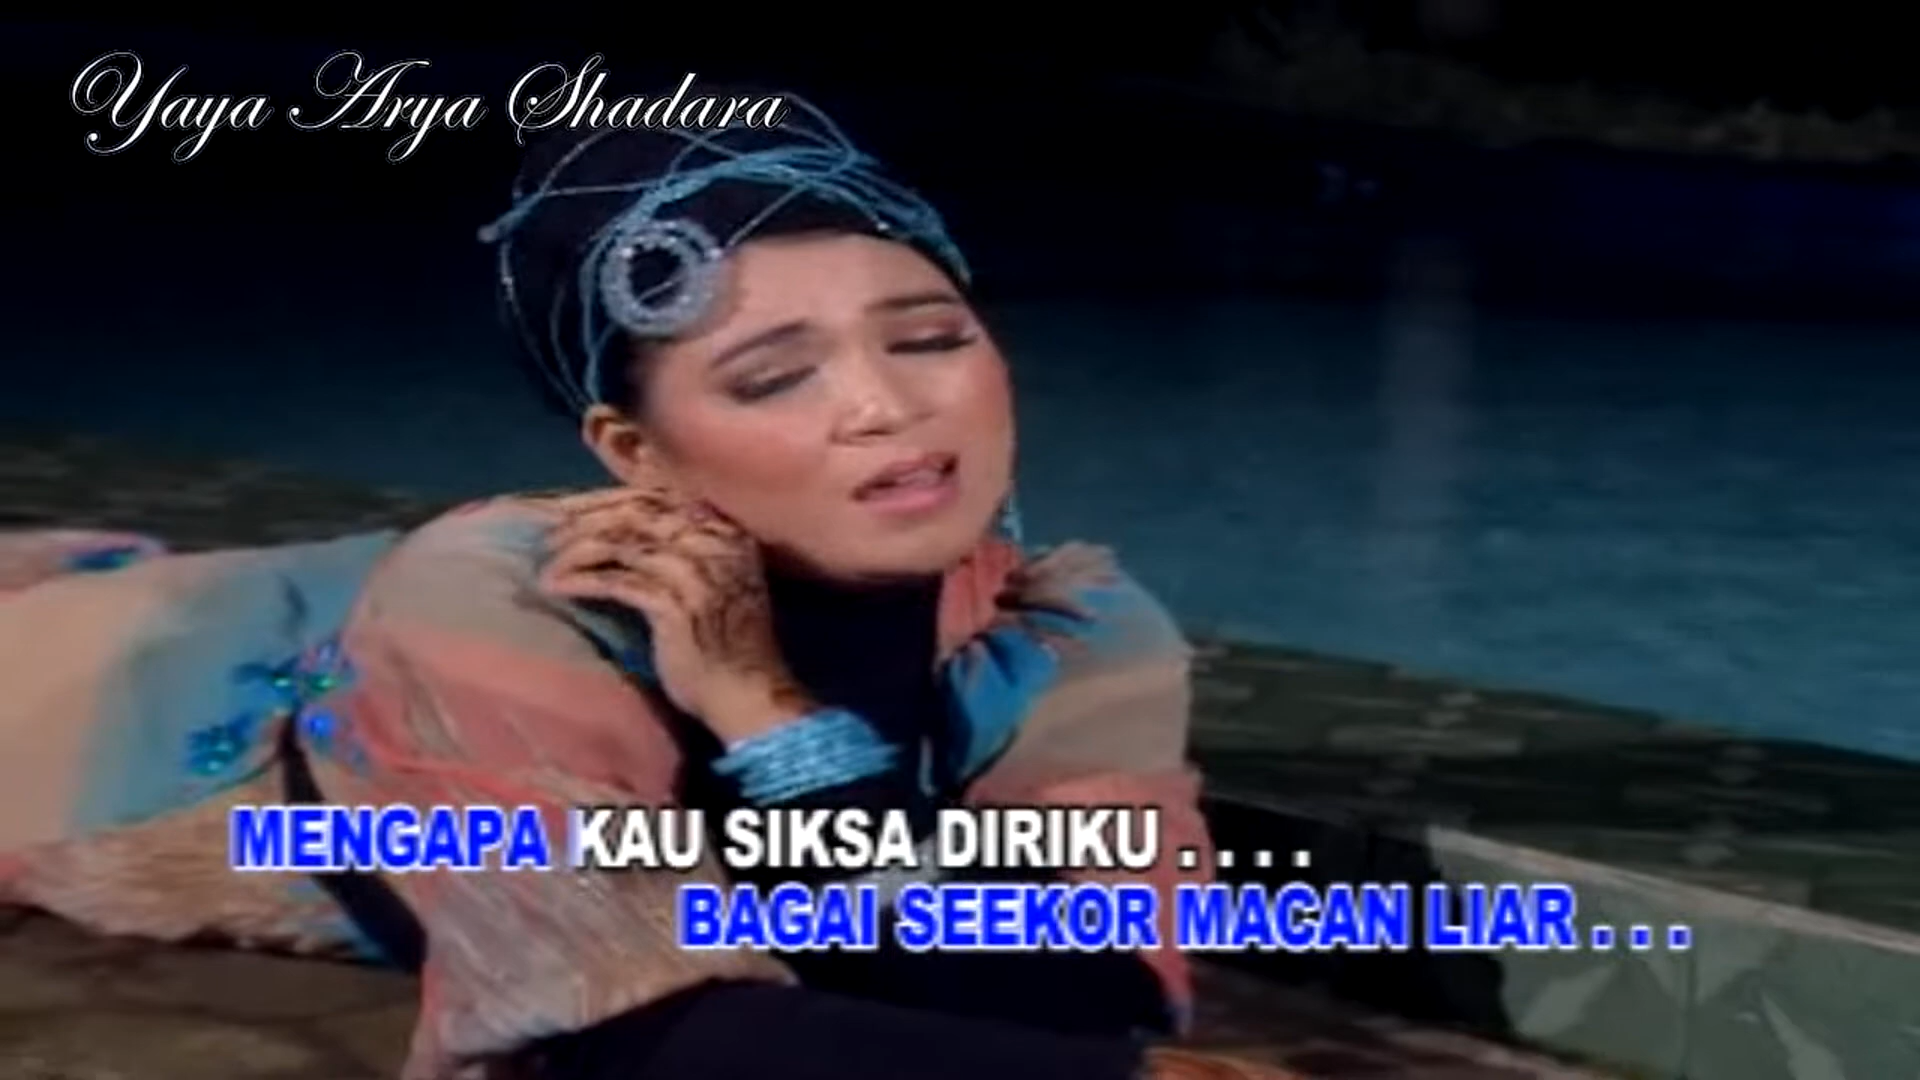 Yaya Arya Shadara
MENGAPA KAU SIKSA DIRIKU . . . .
BAGAI SEEKOR MACAN LIAR . . .